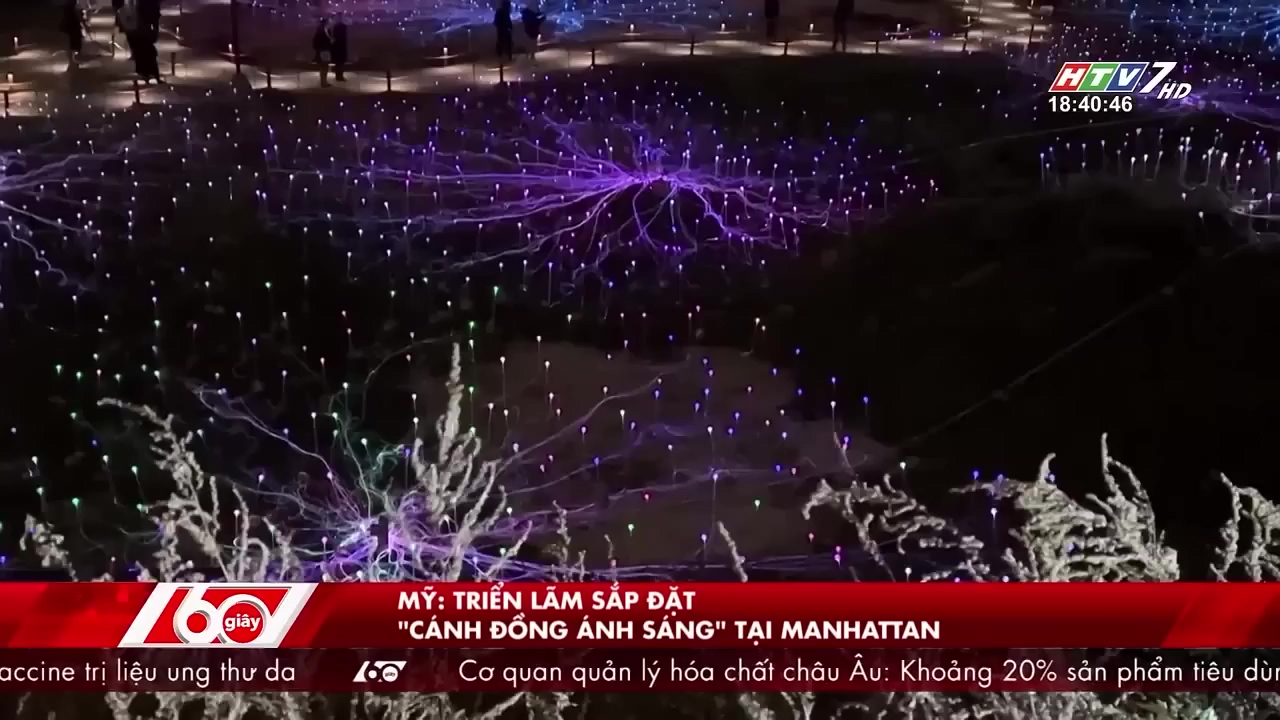 HTV7 HD
18:40:46
60 giây
MỸ: TRIỂN LÃM SẮP ĐẶT
"CÁNH ĐỒNG ÁNH SÁNG" TẠI MANHATTAN
accine trị liệu ung thư da 60 giây Cơ quan quản lý hóa chất châu Âu: Khoảng 20% sản phẩm tiêu dùn